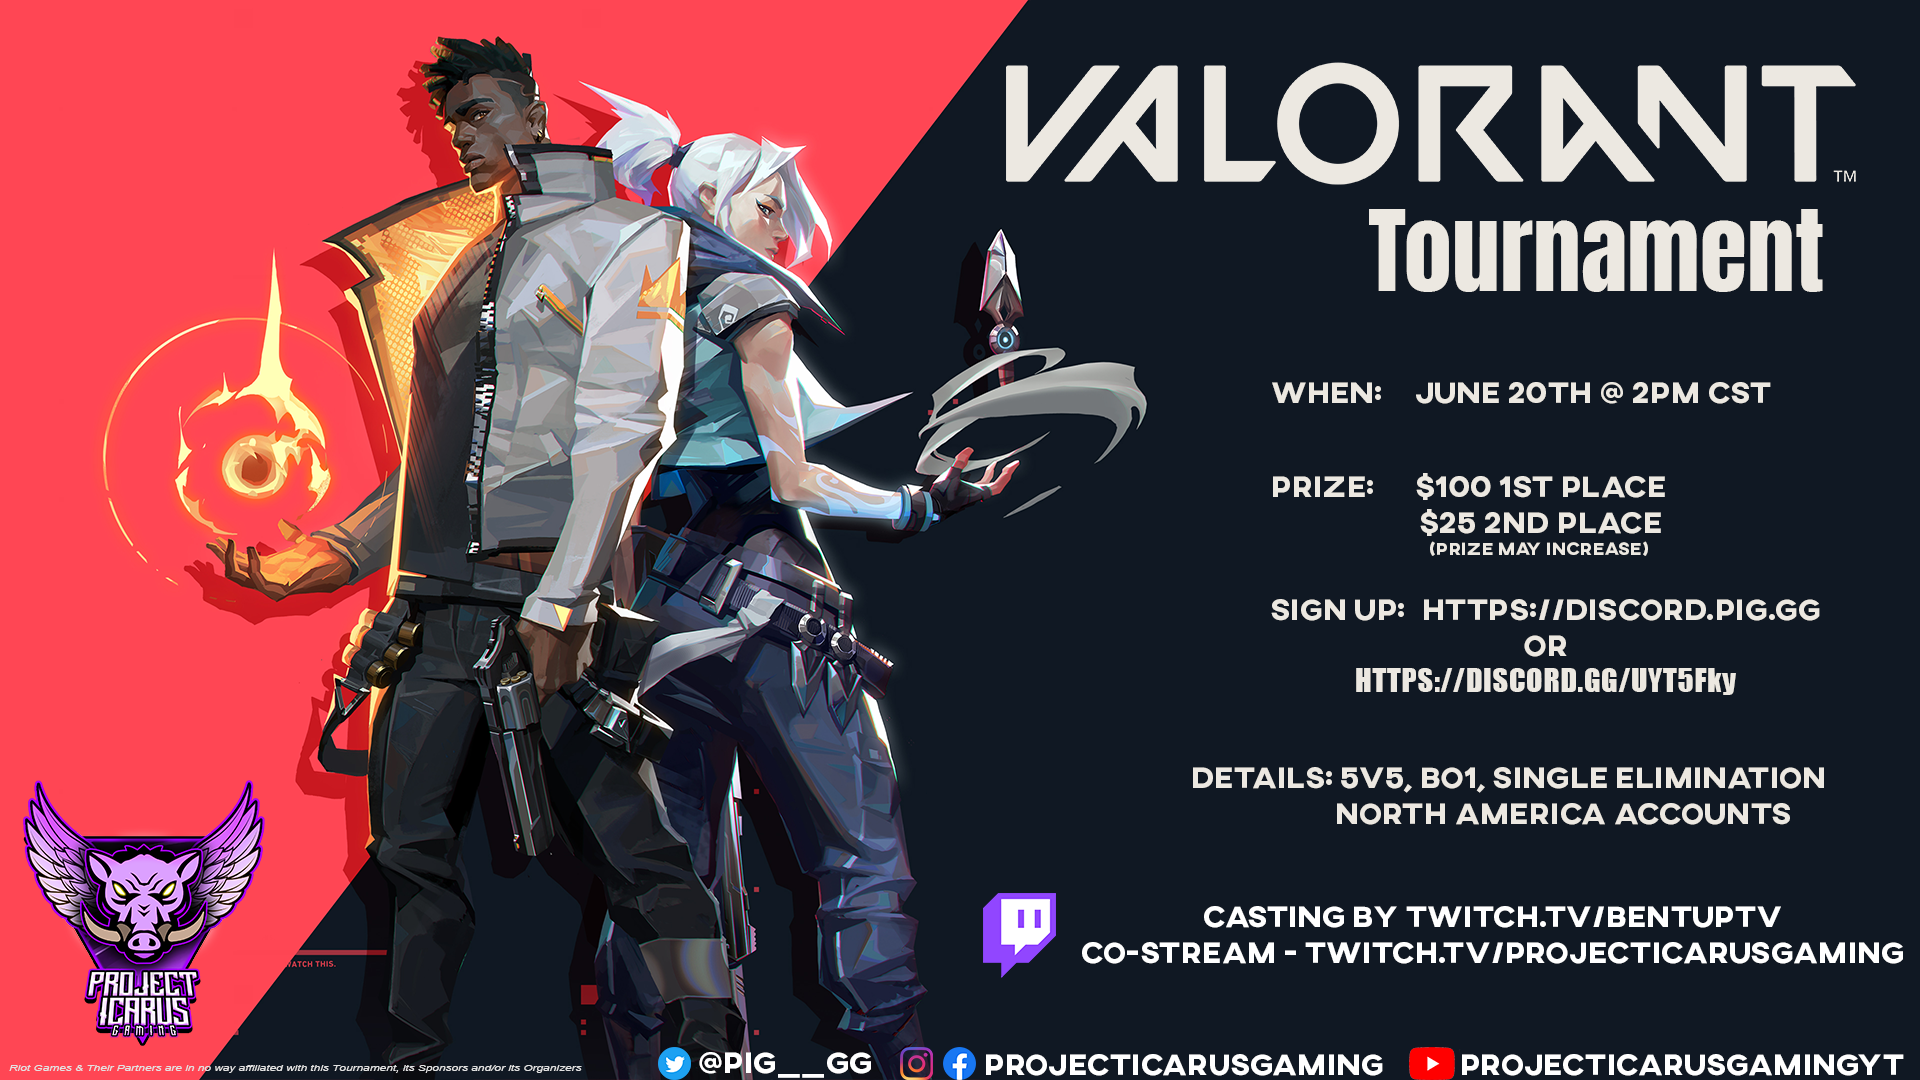 VALORANT™
Tournament
WHEN: JUNE 20TH @ 2PM CST
PRIZE: $100 1ST PLACE
$25 2ND PLACE
(PRIZE MAY INCREASE)
SIGN UP: HTTPS://DISCORD.PIG.GG
OR
HTTPS://DISCORD.GG/UYT5Fky
DETAILS: 5V5, BO1, SINGLE ELIMINATION
NORTH AMERICA ACCOUNTS
CASTING BY TWITCH.TV/BENTUPTV
CO-STREAM - TWITCH.TV/PROJECTICARUSGAMING
PROJECT
ICARUS
GAMING
WATCH THIS.
Riot Games & Their Partners are in no way affiliated with this Tournament, its Sponsors and/or its Organizers
@PIG__GG PROJECTICARUSGAMING PROJECTICARUSGAMINGYT